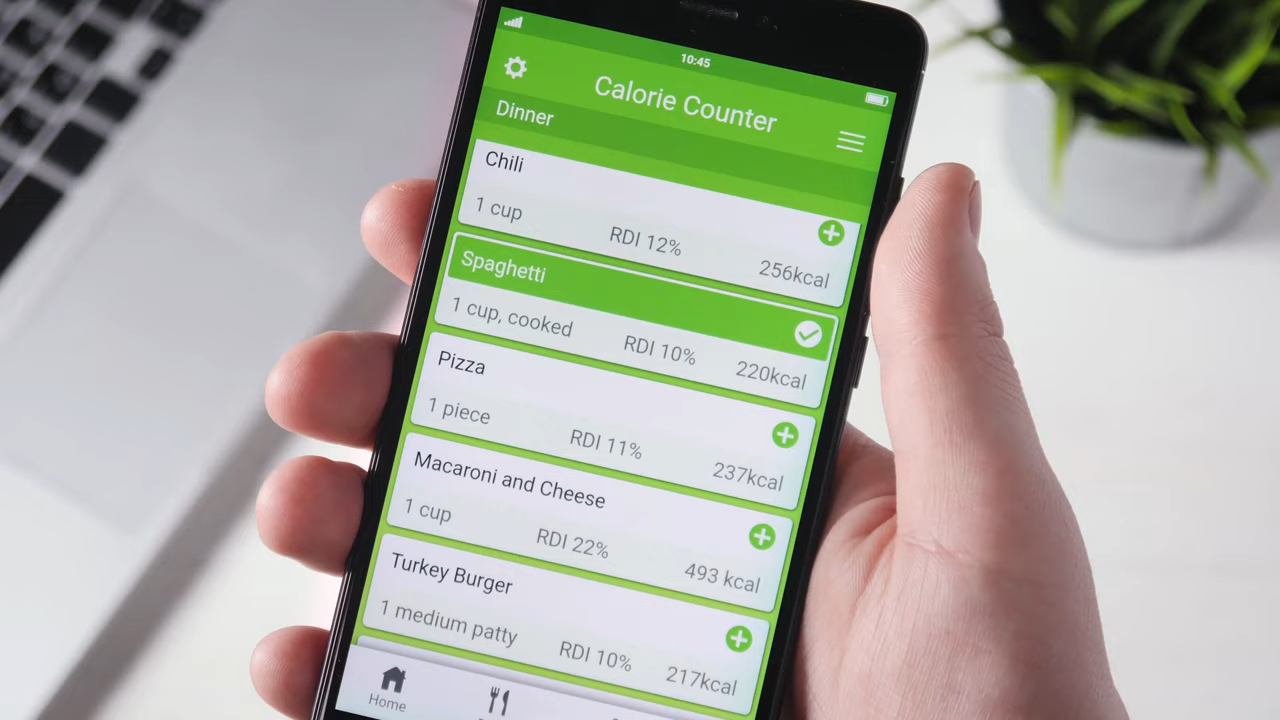 10:45
Calorie Counter
Dinner
Chili
1 cup RDI 12% 256kcal
Spaghetti
1 cup, cooked RDI 10% 220kcal
Pizza
1 piece RDI 11% 237kcal
Macaroni and Cheese
1 cup RDI 22% 493 kcal
Turkey Burger
1 medium patty RDI 10% 217kcal
Home